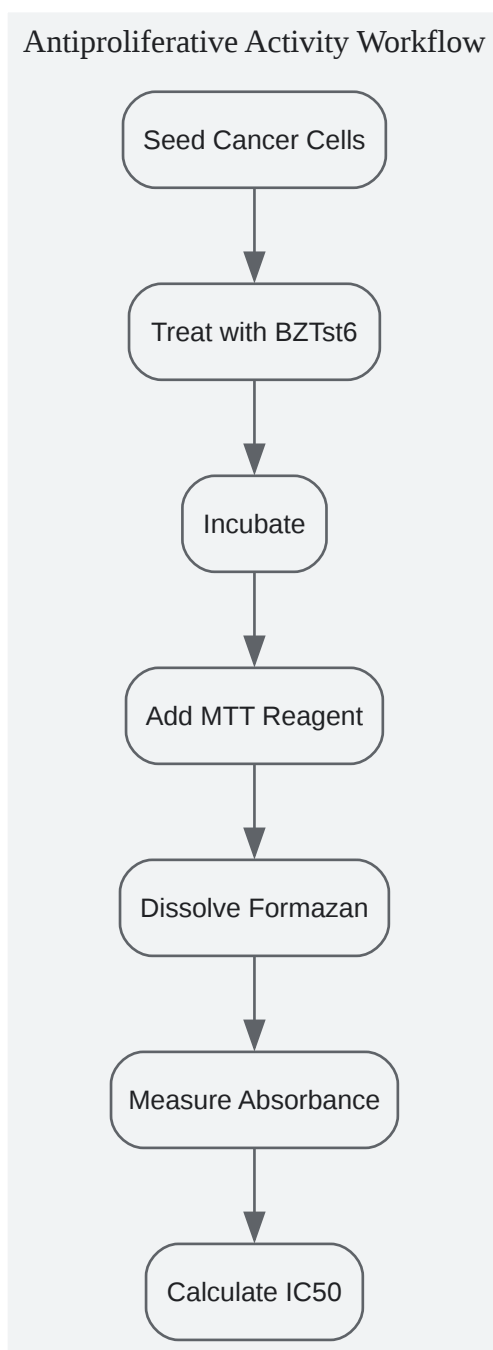 Antiproliferative Activity Workflow
Seed Cancer Cells
Treat with BZTst6
Incubate
Add MTT Reagent
Dissolve Formazan
Measure Absorbance
Calculate IC50